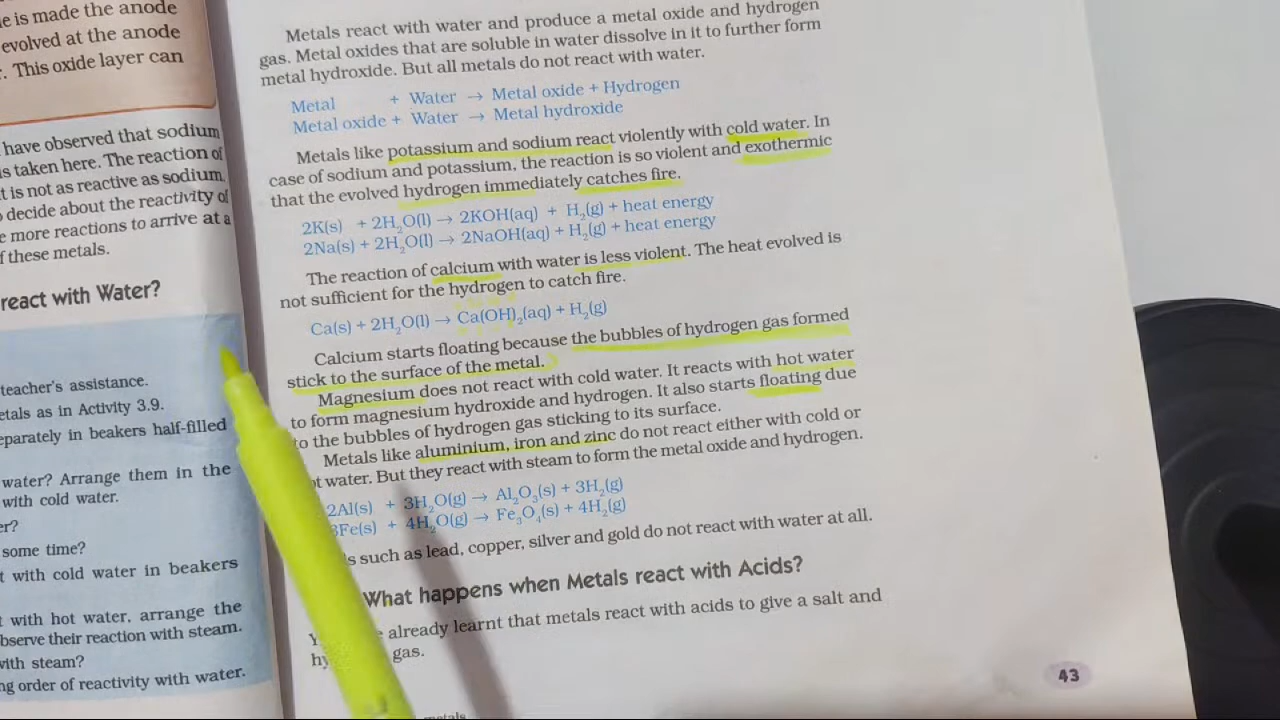 e is made the anode
evolved at the anode
. This oxide layer can
have observed that sodium
is taken here. The reaction of
t is not as reactive as sodium.
decide about the reactivity of
e more reactions to arrive at a
f these metals.
react with Water?
teacher's assistance.
etals as in Activity 3.9.
eparately in beakers half-filled
water? Arrange them in the
with cold water.
er?
some time?
t with cold water in beakers
t with hot water, arrange the
bserve their reaction with steam.
with steam?
ng order of reactivity with water.
Metals react with water and produce a metal oxide and hydrogen
gas. Metal oxides that are soluble in water dissolve in it to further form
metal hydroxide. But all metals do not react with water.
Metal + Water → Metal oxide + Hydrogen
Metal oxide + Water → Metal hydroxide
Metals like potassium and sodium react violently with cold water. In
case of sodium and potassium, the reaction is so violent and exothermic
that the evolved hydrogen immediately catches fire.
2K(s) + 2H₂O(l) → 2KOH(aq) + H₂(g) + heat energy
2Na(s) + 2H₂O(l) → 2NaOH(aq) + H₂(g) + heat energy
The reaction of calcium with water is less violent. The heat evolved is
not sufficient for the hydrogen to catch fire.
Ca(s) + 2H₂O(l) → Ca(OH)₂(aq) + H₂(g)
Calcium starts floating because the bubbles of hydrogen gas formed
stick to the surface of the metal.
Magnesium does not react with cold water. It reacts with hot water
to form magnesium hydroxide and hydrogen. It also starts floating due
to the bubbles of hydrogen gas sticking to its surface.
Metals like aluminium, iron and zinc do not react either with cold or
ot water. But they react with steam to form the metal oxide and hydrogen.
2Al(s) + 3H₂O(g) → Al₂O₃(s) + 3H₂(g)
3Fe(s) + 4H₂O(g) → Fe₃O₄(s) + 4H₂(g)
s such as lead, copper, silver and gold do not react with water at all.
What happens when Metals react with Acids?
already learnt that metals react with acids to give a salt and
hy gas.
43
metals